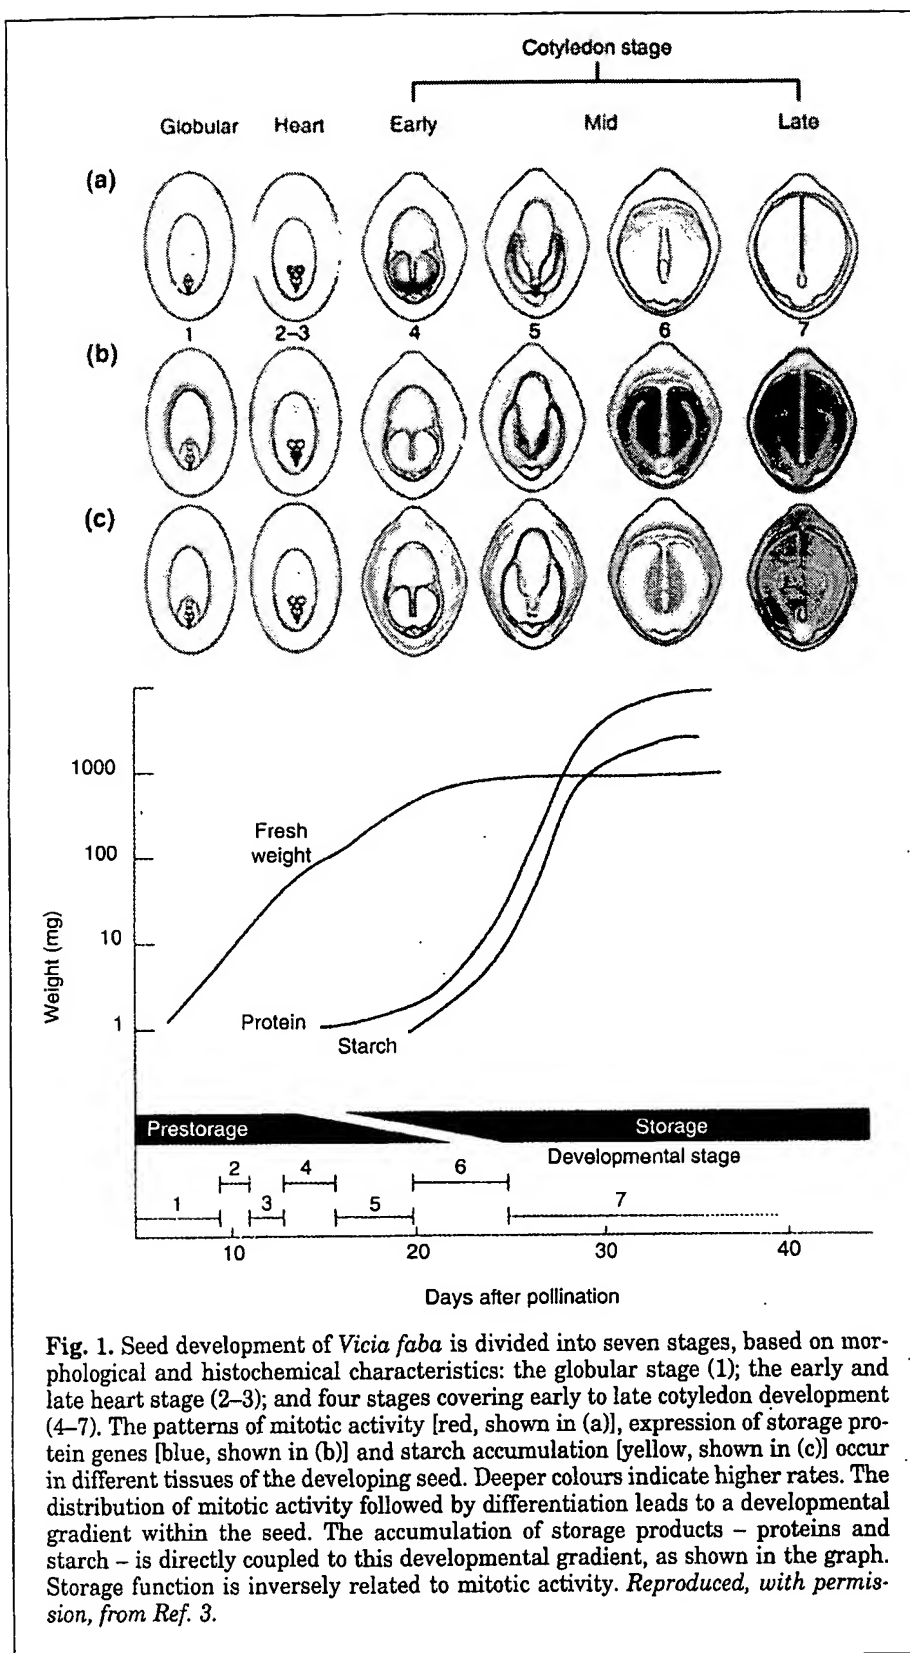 Cotyledon stage
Globular Heart Early Mid Late
(a)
1 2–3 4 5 6 7
(b)
(c)
1000
Fresh
weight
100
10
Weight (mg)
Protein
1
Starch
Prestorage Storage
Developmental stage
2 4 6
1 3 5 7
10 20 30 40
Days after pollination
Fig. 1. Seed development of Vicia faba is divided into seven stages, based on mor-
phological and histochemical characteristics: the globular stage (1); the early and
late heart stage (2–3); and four stages covering early to late cotyledon development
(4–7). The patterns of mitotic activity [red, shown in (a)], expression of storage pro-
tein genes [blue, shown in (b)] and starch accumulation [yellow, shown in (c)] occur
in different tissues of the developing seed. Deeper colours indicate higher rates. The
distribution of mitotic activity followed by differentiation leads to a developmental
gradient within the seed. The accumulation of storage products – proteins and
starch – is directly coupled to this developmental gradient, as shown in the graph.
Storage function is inversely related to mitotic activity. Reproduced, with permis-
sion, from Ref. 3.